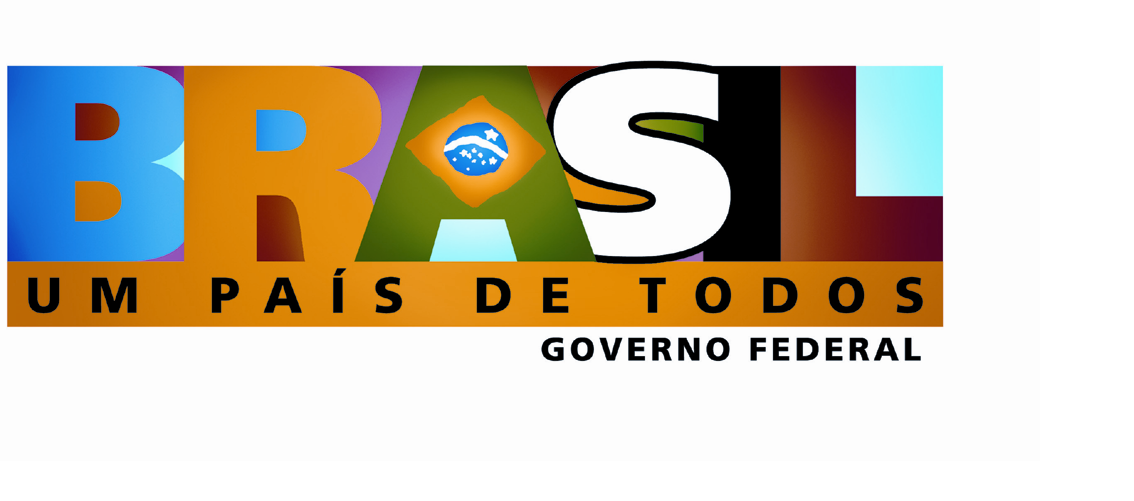 BRASIL
UM PAÍS DE TODOS
GOVERNO FEDERAL